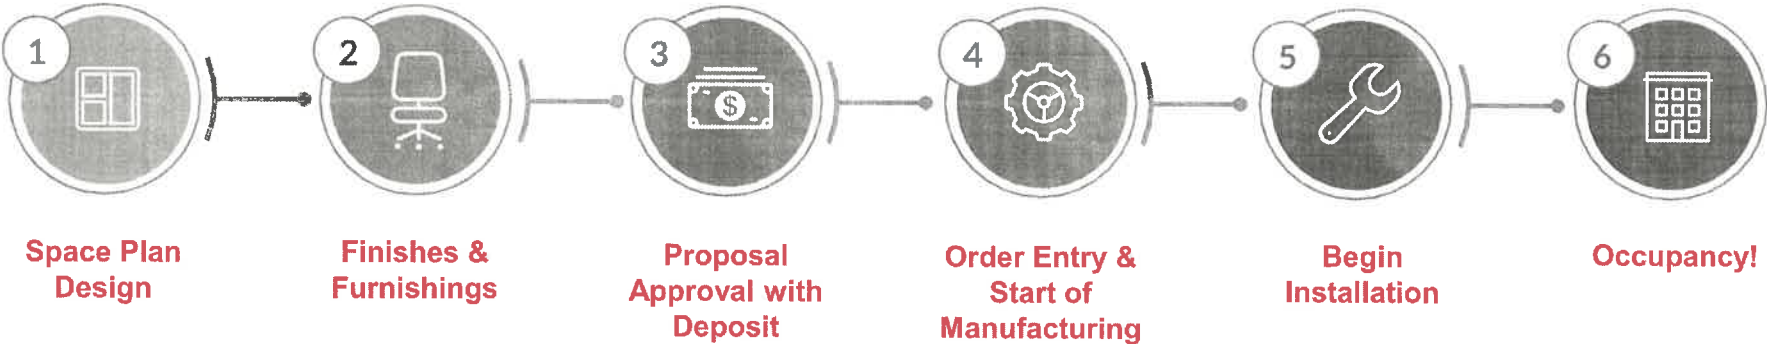 1
2
3
4
5
6
$
Space Plan
Design
Finishes &
Furnishings
Proposal
Approval with
Deposit
Order Entry &
Start of
Manufacturing
Begin
Installation
Occupancy!